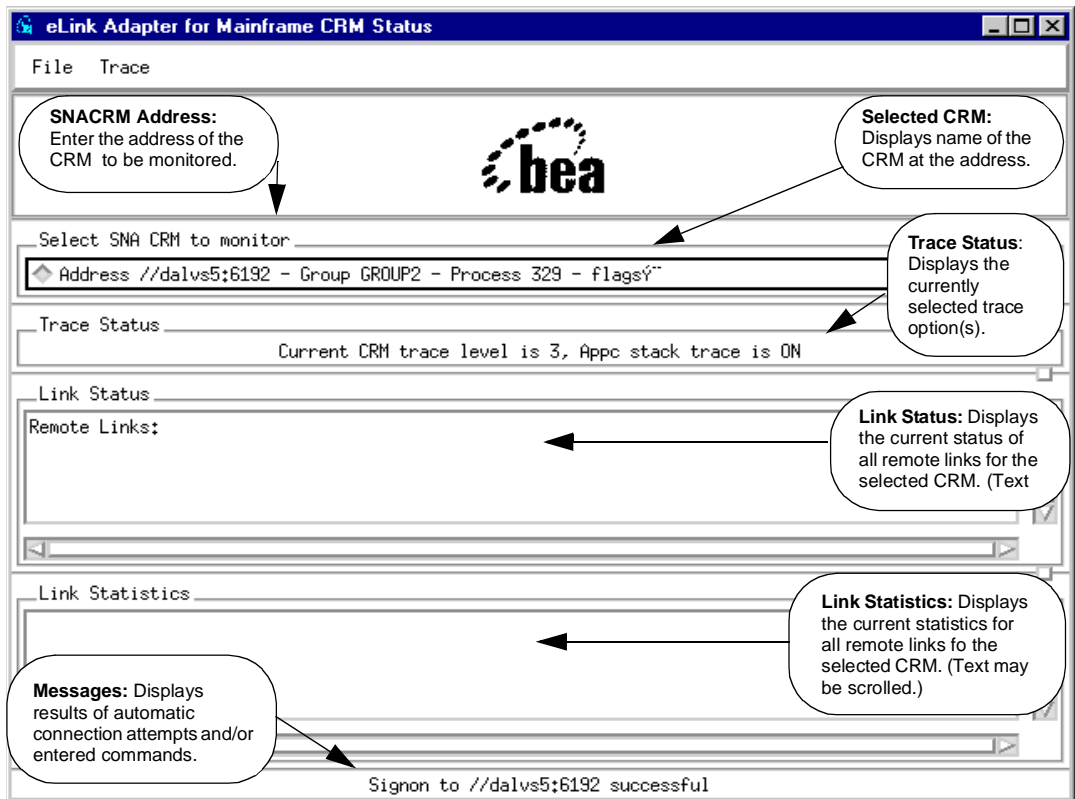 eLink Adapter for Mainframe CRM Status
File Trace
SNACRM Address:
Enter the address of the
CRM to be monitored.
bea
Selected CRM:
Displays name of the
CRM at the address.
Select SNA CRM to monitor
Address //dalvs5:6192 - Group GROUP2 - Process 329 - flagsÝ¨
Trace Status:
Displays the
currently
selected trace
option(s).
Trace Status
Current CRM trace level is 3, Appc stack trace is ON
Link Status
Remote Links:
Link Status: Displays
the current status of
all remote links for the
selected CRM. (Text
Link Statistics
Link Statistics: Displays
the current statistics for
all remote links fo the
selected CRM. (Text may
be scrolled.)
Messages: Displays
results of automatic
connection attempts and/or
entered commands.
Signon to //dalvs5:6192 successful